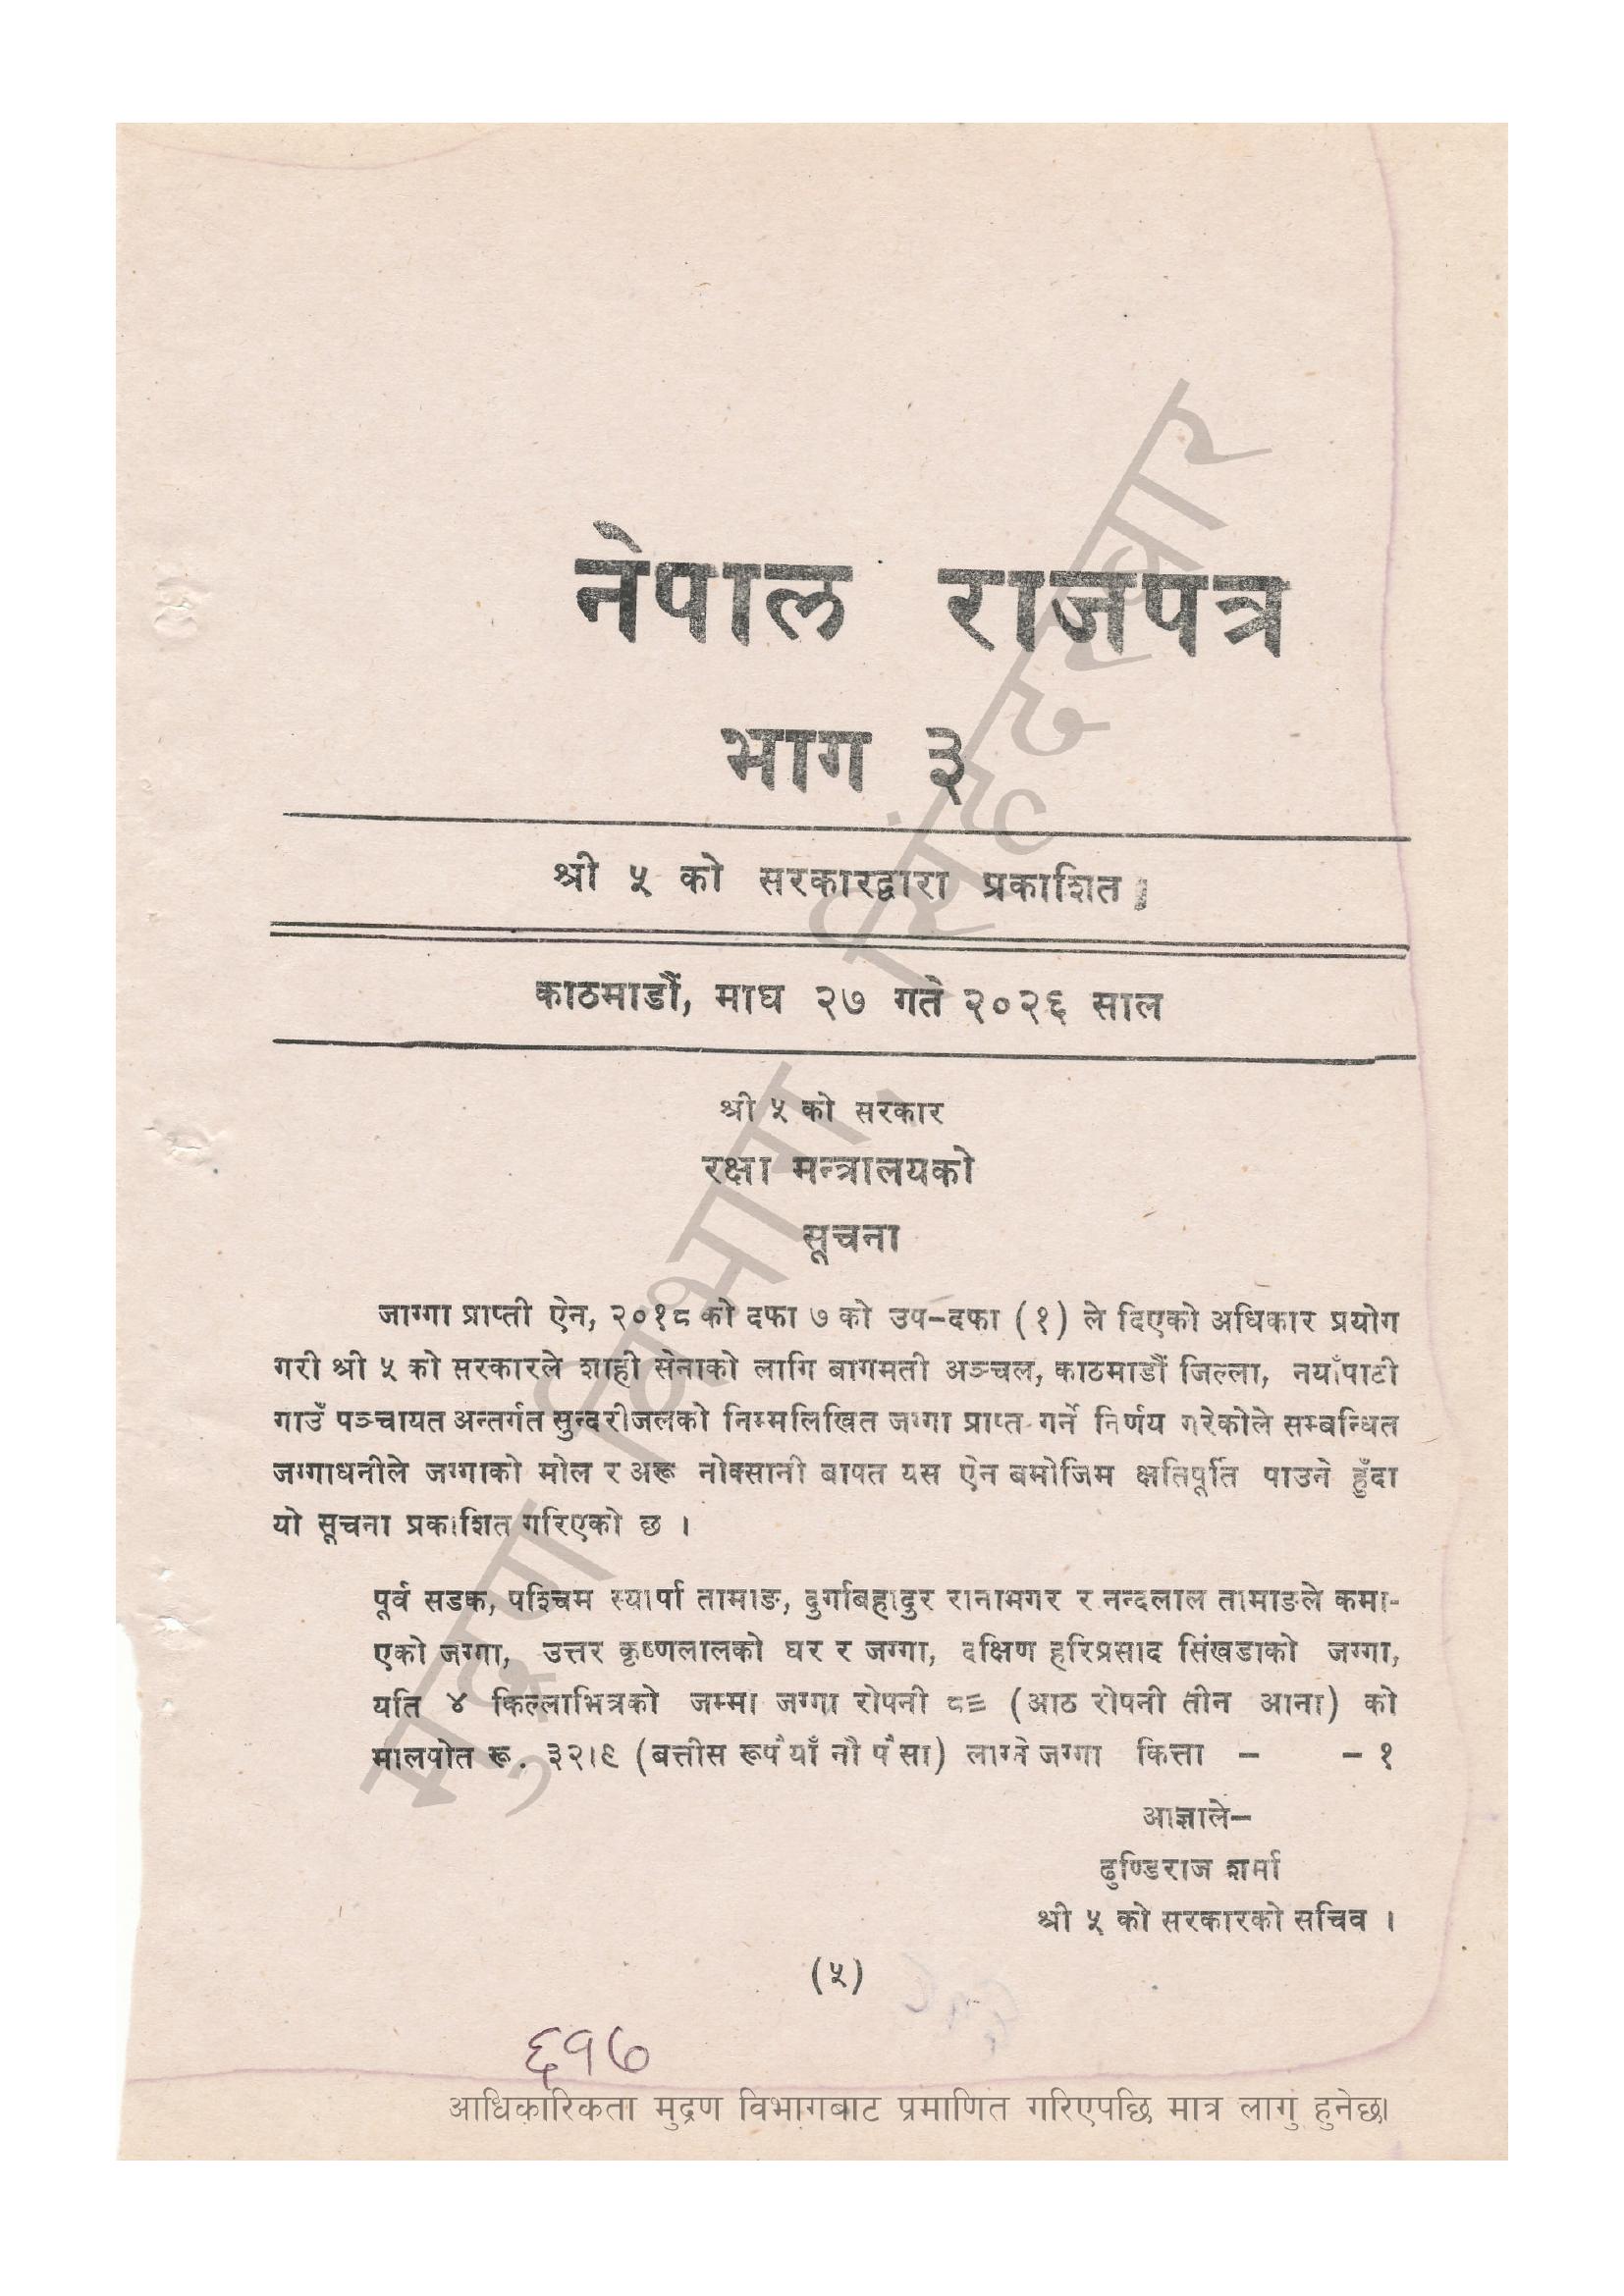 नेपाल राजपत्र
भाग ३
श्री ५ को सरकारद्वारा प्रकाशित।
काठमाडौं, माघ २७ गते २०२६ साल
श्री ५ को सरकार
रक्षा मन्त्रालयको
सूचना
जाग्गा प्राप्ती ऐन, २०१८ को दफा ७ को उप-दफा (१) ले दिएको अधिकार प्रयोग
गरी श्री ५ को सरकारले शाही सेनाको लागि बागमती अञ्चल, काठमाडौं जिल्ला, नयाँपाटी
गाउँ पञ्चायत अन्तर्गत सुन्दरीजलको निम्मलिखित जग्गा प्राप्त गर्ने निर्णय गरेकोले सम्बन्धित
जग्गाधनीले जग्गाको मोल र अरू नोक्सानी बापत यस ऐन बमोजिम क्षतिपूर्ति पाउने हुँदा
यो सूचना प्रकाशित गरिएको छ ।
पूर्व सडक, पश्चिम स्यार्पा तामाङ, दुर्गाबहादुर रानामगर र नन्दलाल तामाङले कमा-
एको जग्गा, उत्तर कृष्णलालको घर र जग्गा, दक्षिण हरिप्रसाद सिंखडाको जग्गा,
यति ४ किल्लाभित्रको जम्मा जग्गा रोपनी ८≡ (आठ रोपनी तीन आना) को
मालपोत रू. ३२।९ (बत्तीस रूपैयाँ नौ पैसा) लाग्ने जग्गा कित्ता - - १
आज्ञाले-
ढुण्डिराज शर्मा
श्री ५ को सरकारको सचिव ।
(५)
६१७
आधिकारिकता मुद्रण विभागबाट प्रमाणित गरिएपछि मात्र लागु हुनेछ।
मुद्रण विभाग, सिंहदरबार